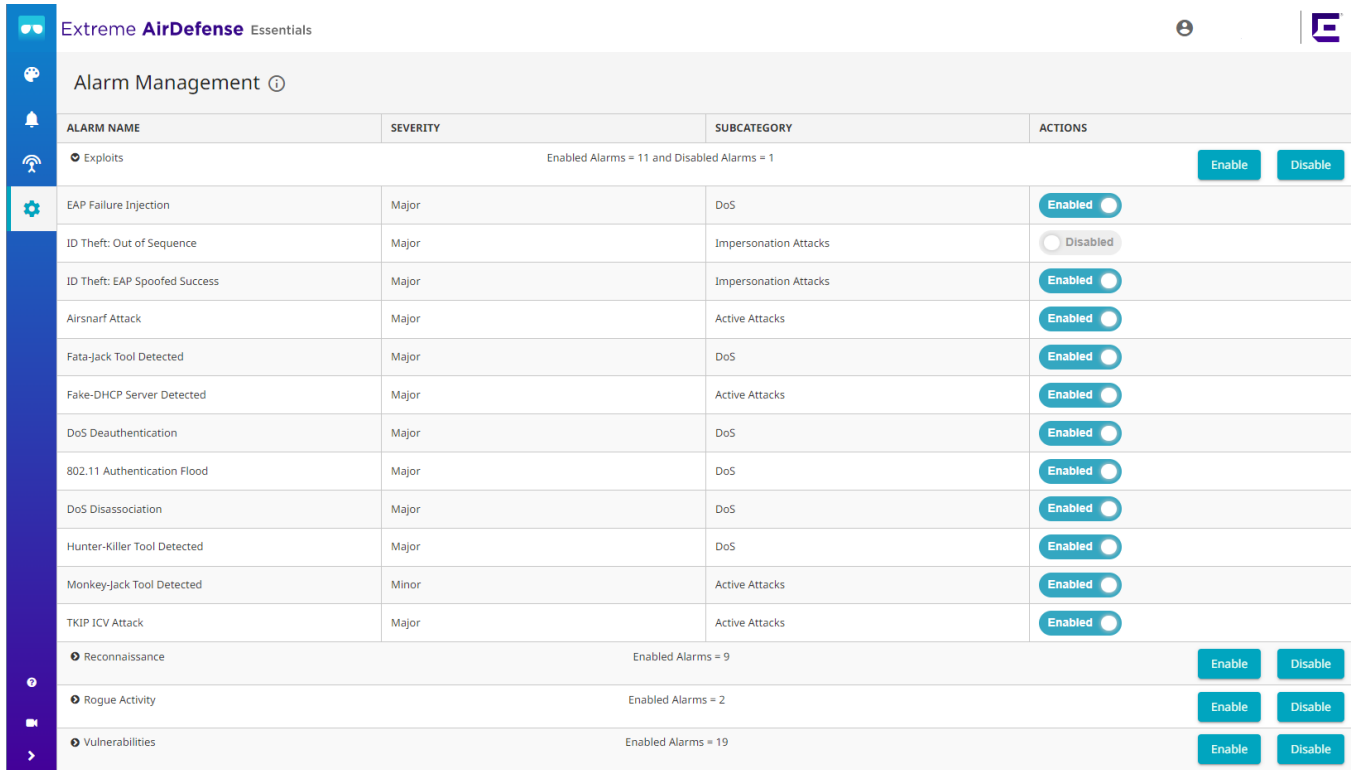 Extreme AirDefense Essentials
Alarm Management
ALARM NAME SEVERITY SUBCATEGORY ACTIONS
Exploits Enabled Alarms = 11 and Disabled Alarms = 1 Enable Disable
EAP Failure Injection Major DoS Enabled
ID Theft: Out of Sequence Major Impersonation Attacks Disabled
ID Theft: EAP Spoofed Success Major Impersonation Attacks Enabled
Airsnarf Attack Major Active Attacks Enabled
Fata-Jack Tool Detected Major DoS Enabled
Fake-DHCP Server Detected Major Active Attacks Enabled
DoS Deauthentication Major DoS Enabled
802.11 Authentication Flood Major DoS Enabled
DoS Disassociation Major DoS Enabled
Hunter-Killer Tool Detected Major DoS Enabled
Monkey-Jack Tool Detected Minor Active Attacks Enabled
TKIP ICV Attack Major Active Attacks Enabled
Reconnaissance Enabled Alarms = 9 Enable Disable
Rogue Activity Enabled Alarms = 2 Enable Disable
Vulnerabilities Enabled Alarms = 19 Enable Disable